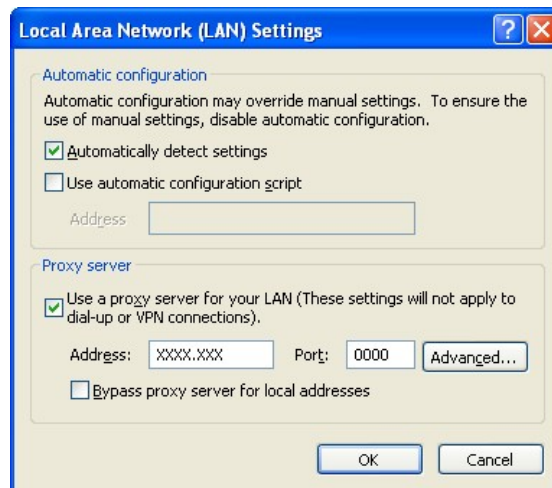 Local Area Network (LAN) Settings
?
X
Automatic configuration
Automatic configuration may override manual settings. To ensure the
use of manual settings, disable automatic configuration.
Automatically detect settings
Use automatic configuration script
Address
Proxy server
Use a proxy server for your LAN (These settings will not apply to
dial-up or VPN connections).
Address: XXXX.XXX Port: 0000 Advanced...
Bypass proxy server for local addresses
OK Cancel